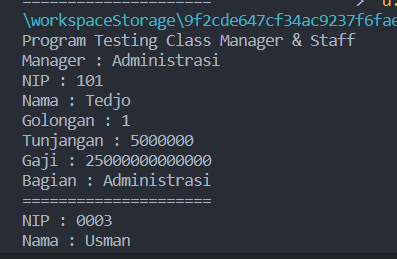 =====================
\workspaceStorage\9f2cde647cf34ac9237f6fae
Program Testing Class Manager & Staff
Manager : Administrasi
NIP : 101
Nama : Tedjo
Golongan : 1
Tunjangan : 5000000
Gaji : 25000000000000
Bagian : Administrasi
=====================
NIP : 0003
Nama : Usman